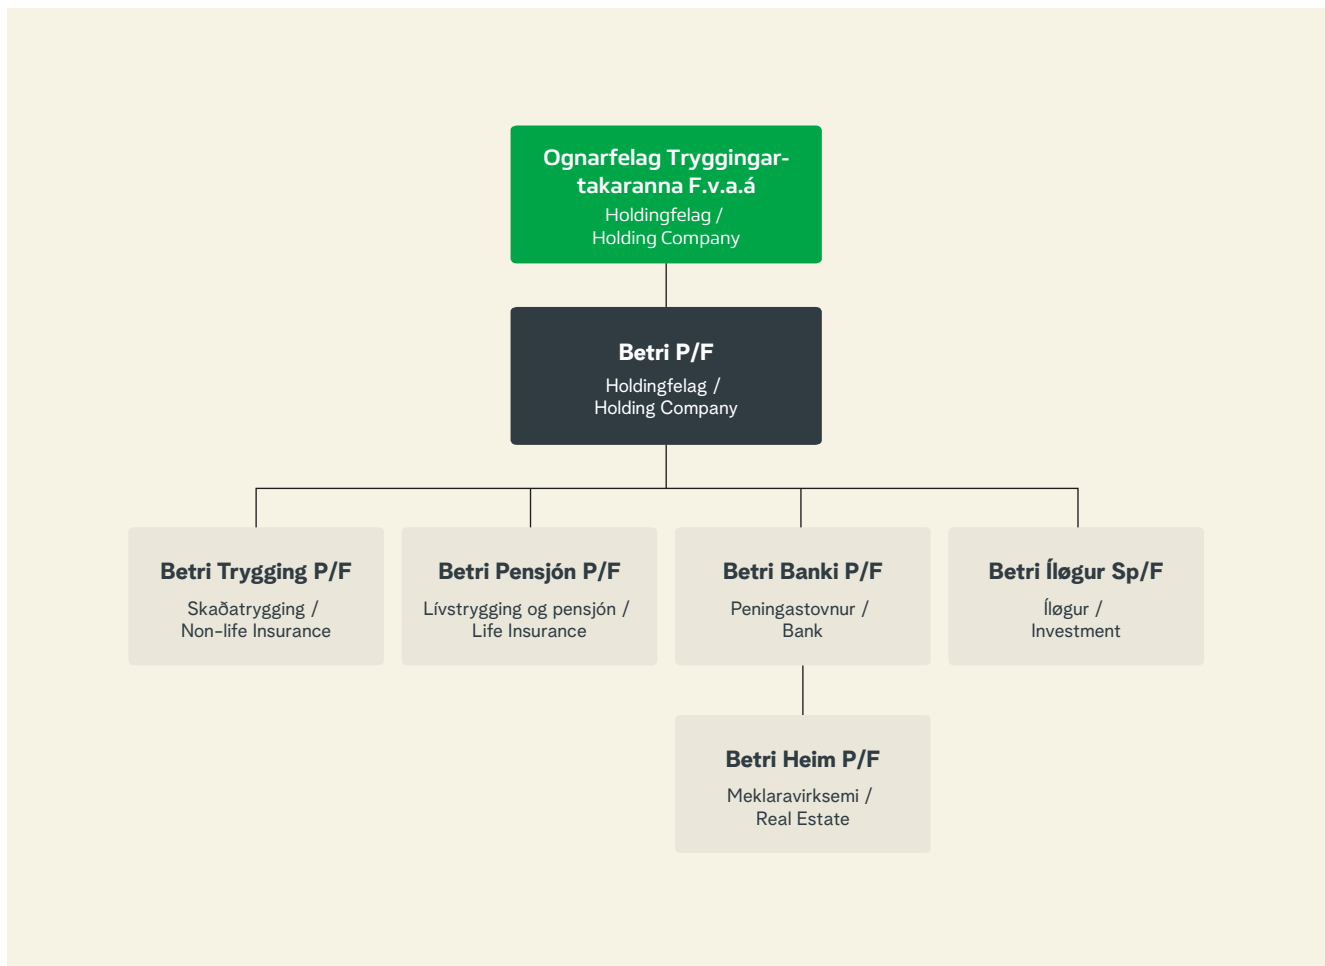 Ognarfelag Tryggingar-
takaranna F.v.a.á
Holdingfelag /
Holding Company
Betri P/F
Holdingfelag /
Holding Company
Betri Trygging P/F
Skaðatrygging /
Non-life Insurance
Betri Pensjón P/F
Lívstrygging og pensjón /
Life Insurance
Betri Banki P/F
Peningastovnur /
Bank
Betri Íløgur Sp/F
Íløgur /
Investment
Betri Heim P/F
Meklaravirksemi /
Real Estate